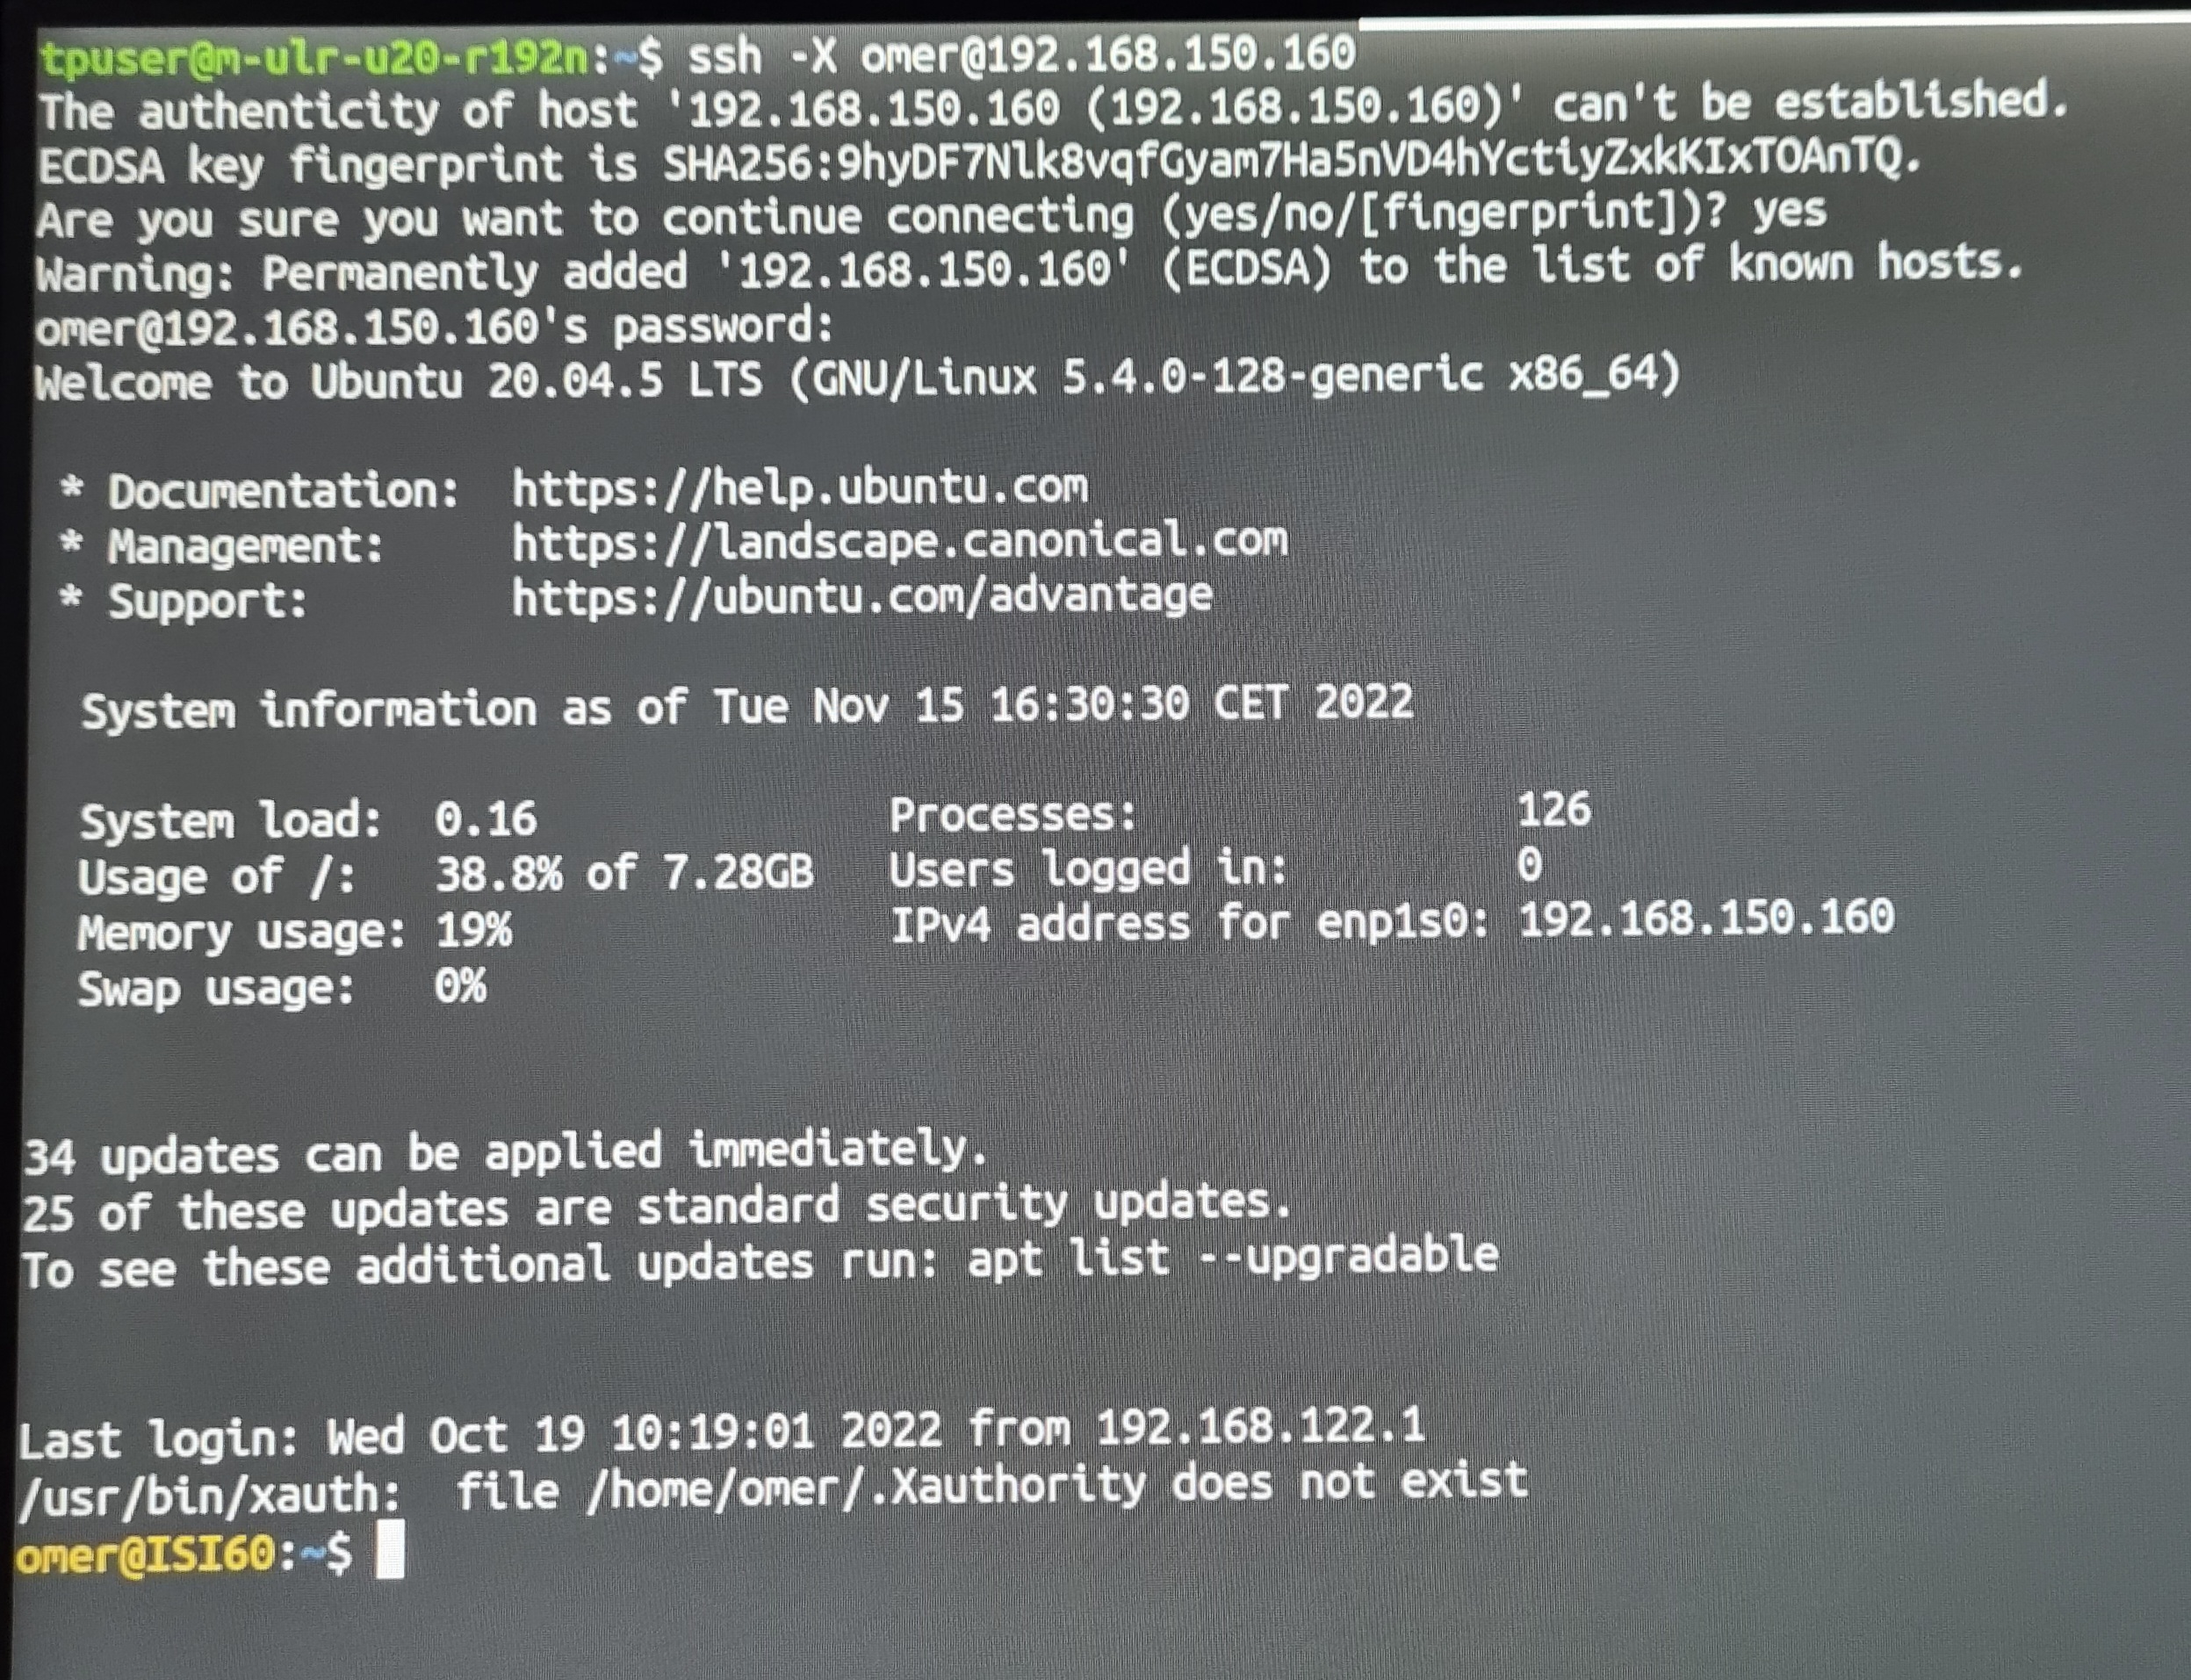 tpuser@m-ulr-u20-r192n:~$ ssh -X omer@192.168.150.160
The authenticity of host '192.168.150.160 (192.168.150.160)' can't be established.
ECDSA key fingerprint is SHA256:9hyDF7Nlk8vqfGyam7Ha5nVD4hYctiyZxkKIxTOAnTQ.
Are you sure you want to continue connecting (yes/no/[fingerprint])? yes
Warning: Permanently added '192.168.150.160' (ECDSA) to the list of known hosts.
omer@192.168.150.160's password:
Welcome to Ubuntu 20.04.5 LTS (GNU/Linux 5.4.0-128-generic x86_64)
* Documentation: https://help.ubuntu.com
* Management: https://landscape.canonical.com
* Support: https://ubuntu.com/advantage
System information as of Tue Nov 15 16:30:30 CET 2022
System load: 0.16 Processes: 126
Usage of /: 38.8% of 7.28GB Users logged in: 0
Memory usage: 19% IPv4 address for enp1s0: 192.168.150.160
Swap usage: 0%
34 updates can be applied immediately.
25 of these updates are standard security updates.
To see these additional updates run: apt list --upgradable
Last login: Wed Oct 19 10:19:01 2022 from 192.168.122.1
/usr/bin/xauth: file /home/omer/.Xauthority does not exist
omer@ISI60:~$